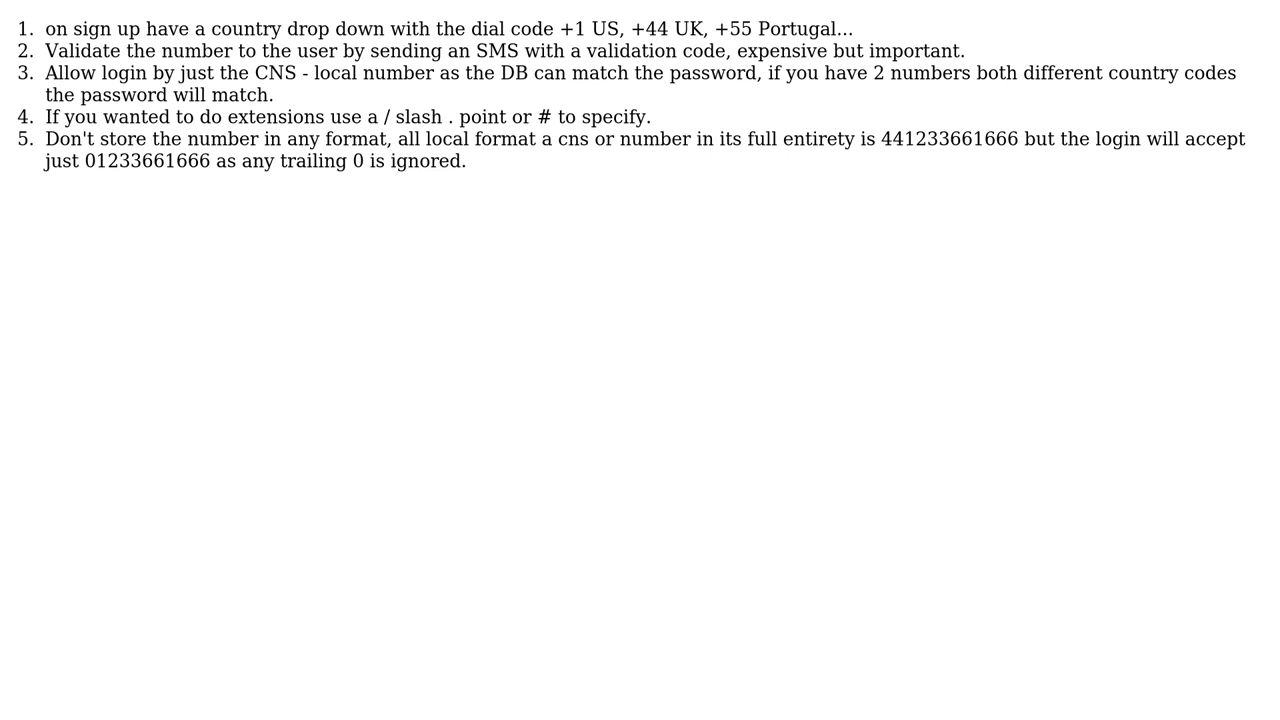 1. on sign up have a country drop down with the dial code +1 US, +44 UK, +55 Portugal...
2. Validate the number to the user by sending an SMS with a validation code, expensive but important.
3. Allow login by just the CNS - local number as the DB can match the password, if you have 2 numbers both different country codes
the password will match.
4. If you wanted to do extensions use a / slash . point or # to specify.
5. Don't store the number in any format, all local format a cns or number in its full entirety is 441233661666 but the login will accept
just 01233661666 as any trailing 0 is ignored.